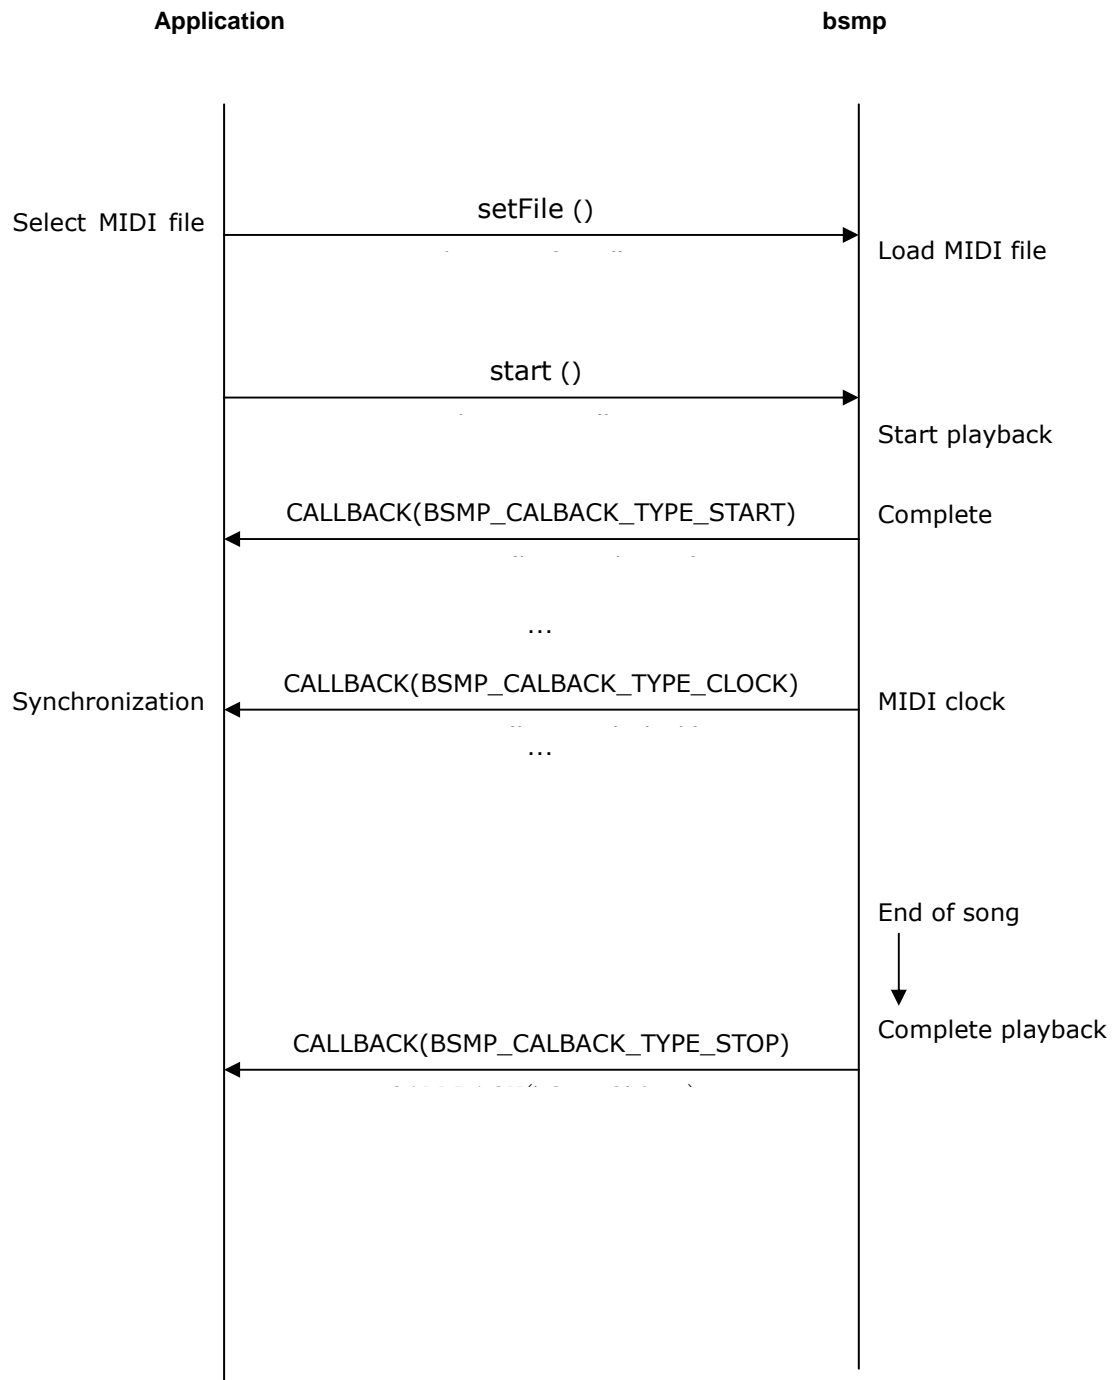 Application
bsmp
setFile ()
Select MIDI file
Load MIDI file
start ()
Start playback
CALLBACK(BSMP_CALBACK_TYPE_START)
Complete
...
CALLBACK(BSMP_CALBACK_TYPE_CLOCK)
Synchronization
MIDI clock
...
End of song
Complete playback
CALLBACK(BSMP_CALBACK_TYPE_STOP)